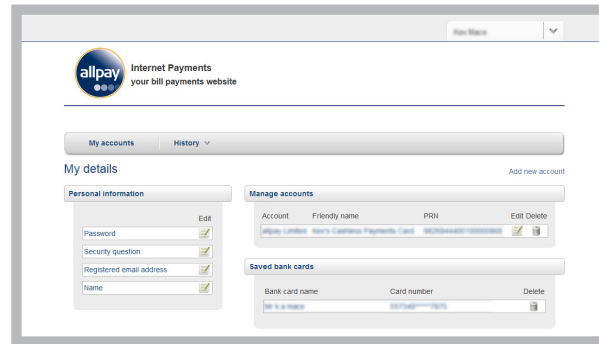 allpay
Internet Payments
your bill payments website
My accounts History
My details
Add new account
Personal information
Edit
Password
Security question
Registered email address
Name
Manage accounts
Account Friendly name PRN Edit Delete
Saved bank cards
Bank card name Card number Delete